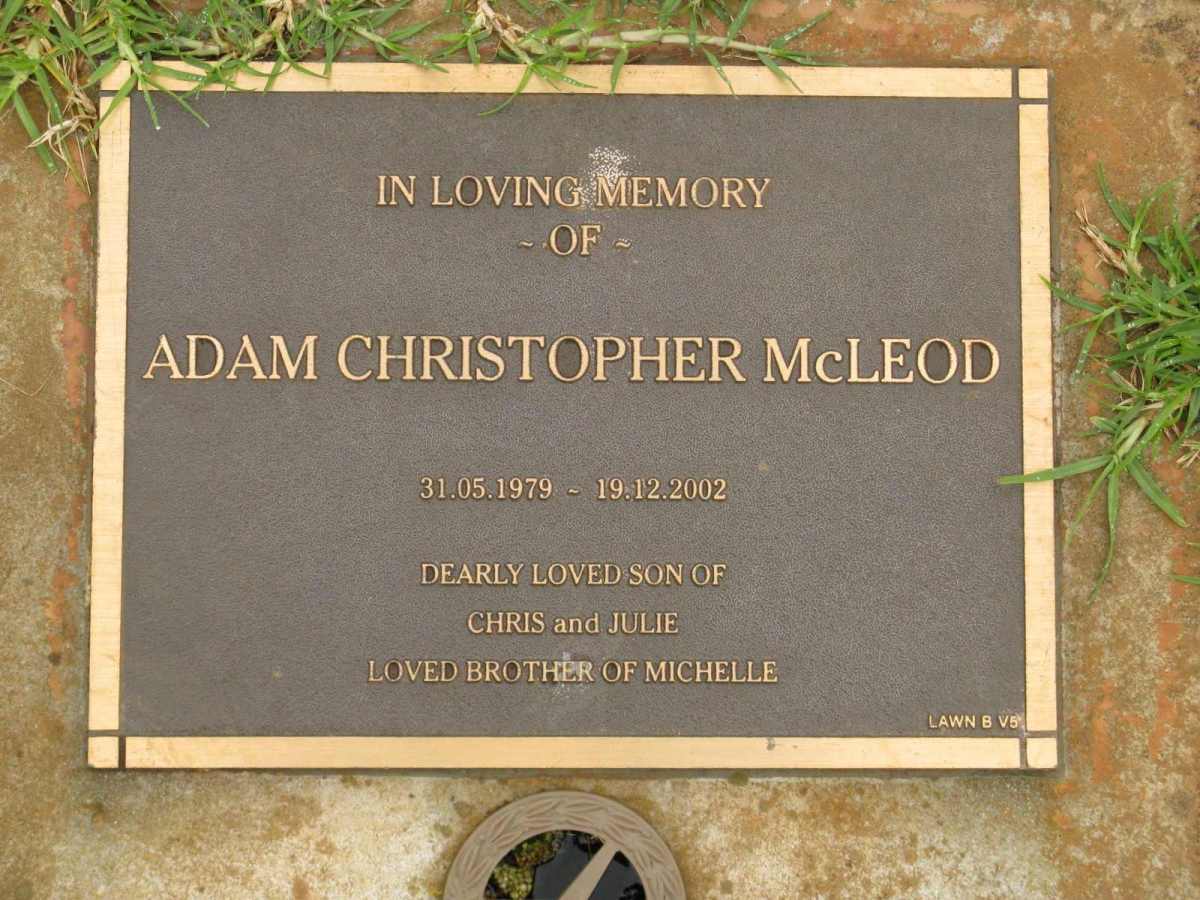 IN LOVING MEMORY
~ OF ~
ADAM CHRISTOPHER McLEOD
31.05.1979 ~ 19.12.2002
DEARLY LOVED SON OF
CHRIS and JULIE
LOVED BROTHER OF MICHELLE
LAWN B V5